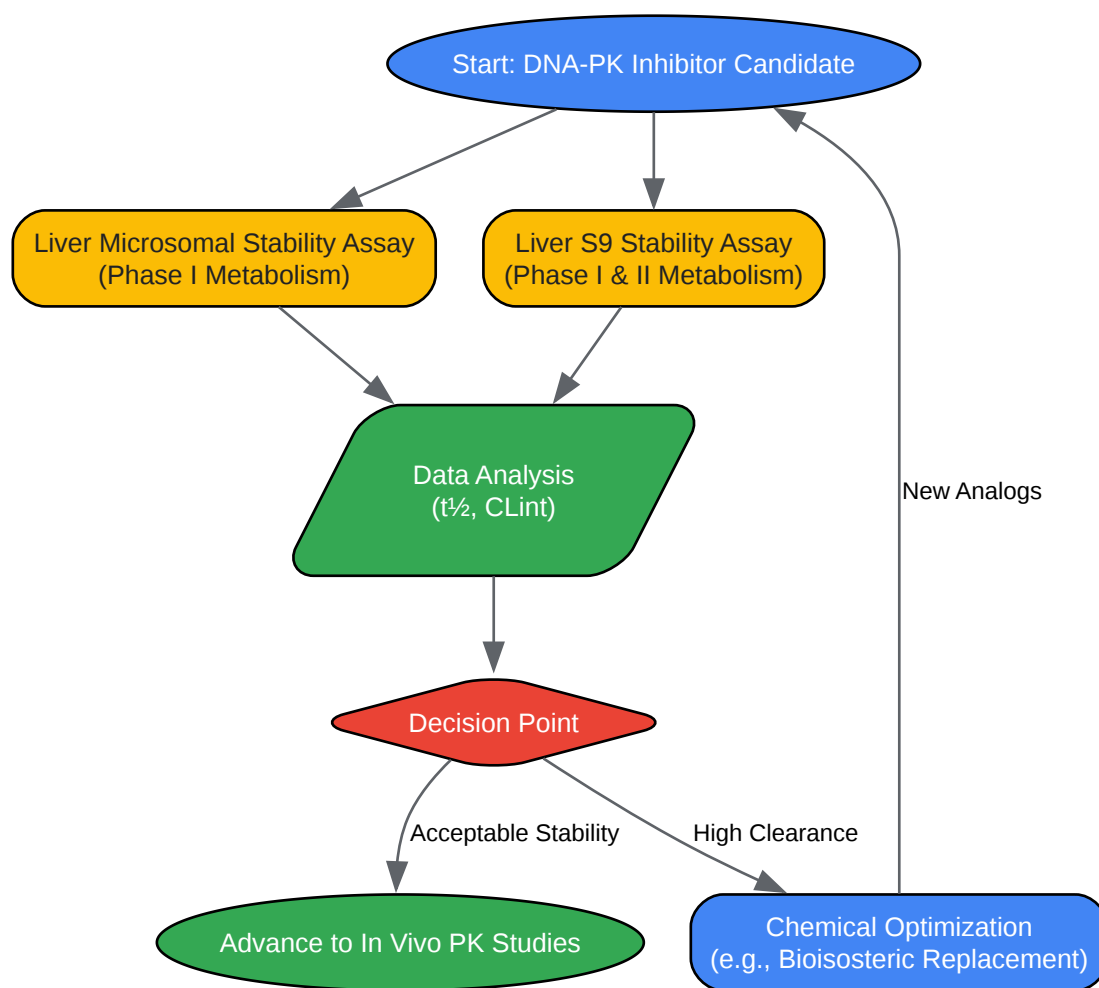 Start: DNA-PK Inhibitor Candidate
Liver Microsomal Stability Assay
(Phase I Metabolism)
Liver S9 Stability Assay
(Phase I & II Metabolism)
Data Analysis
(t½, CLint)
New Analogs
Decision Point
Acceptable Stability
High Clearance
Advance to In Vivo PK Studies
Chemical Optimization
(e.g., Bioisosteric Replacement)